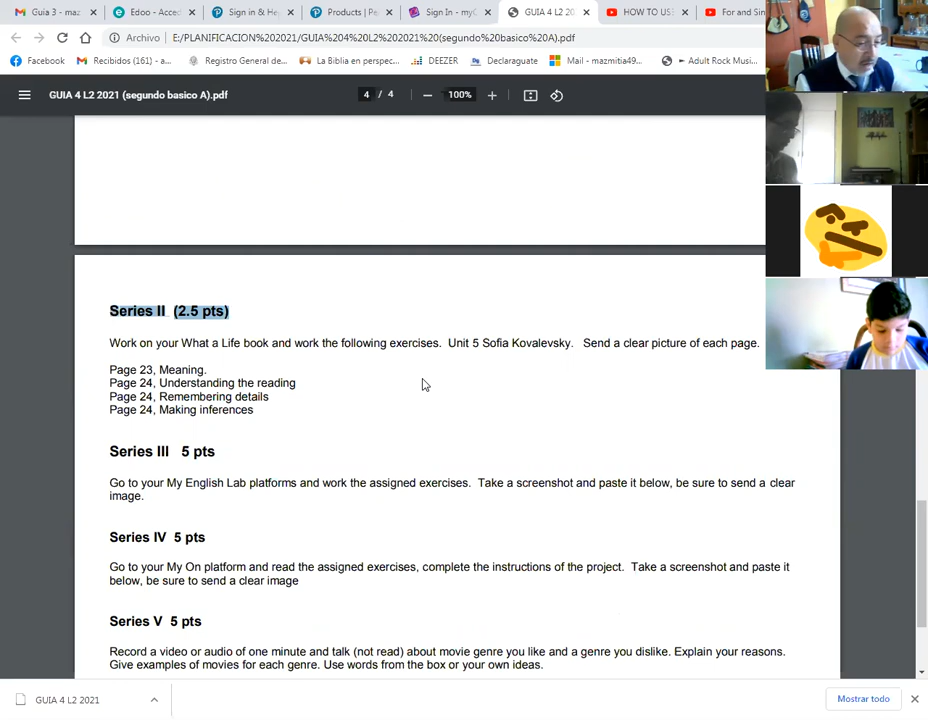 Guia 3 - maz
Edoo - Acce
Sign in & He
Products | Pe
Sign In - my
GUIA 4 L2 20
HOW TO USE
For and Sin
Archivo
E:/PLANIFICACION%202021/GUIA%204%20L2%202021%20(segundo%20basico%20A).pdf
Facebook
Recibidos (161) - a...
Registro General de...
La Biblia en perspec...
DEEZER
Declaraguate
Mail - mazmitia49...
► Adult Rock Musi...
GUIA 4 L2 2021 (segundo basico A).pdf
4 / 4
100%
Series II (2.5 pts)
Work on your What a Life book and work the following exercises. Unit 5 Sofia Kovalevsky. Send a clear picture of each page.
Page 23, Meaning.
Page 24, Understanding the reading
Page 24, Remembering details
Page 24, Making inferences
Series III 5 pts
Go to your My English Lab platforms and work the assigned exercises. Take a screenshot and paste it below, be sure to send a clear
image.
Series IV 5 pts
Go to your My On platform and read the assigned exercises, complete the instructions of the project. Take a screenshot and paste it
below, be sure to send a clear image
Series V 5 pts
Record a video or audio of one minute and talk (not read) about movie genre you like and a genre you dislike. Explain your reasons.
Give examples of movies for each genre. Use words from the box or your own ideas.
GUIA 4 L2 2021
Mostrar todo